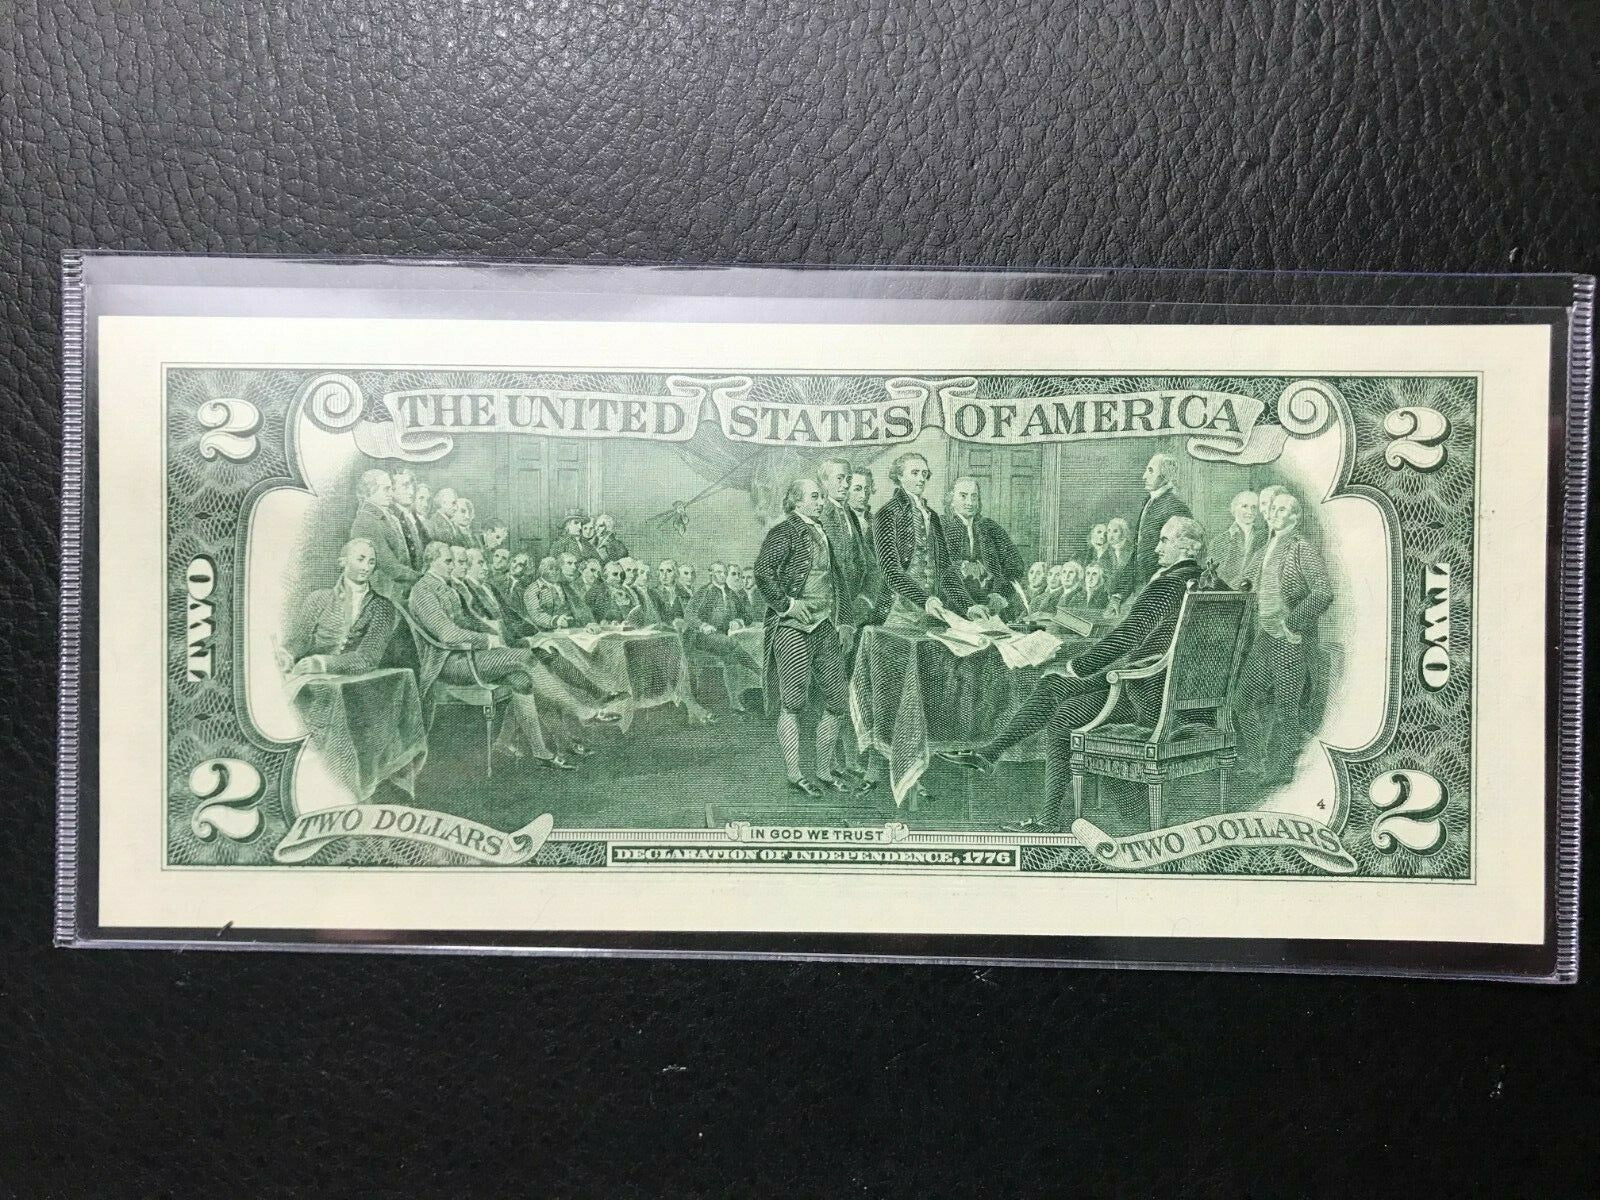 THE UNITED STATES OF AMERICA
2
2
TWO
TWO
2
4
2
TWO DOLLARS
IN GOD WE TRUST
TWO DOLLARS
DECLARATION OF INDEPENDENCE, 1776